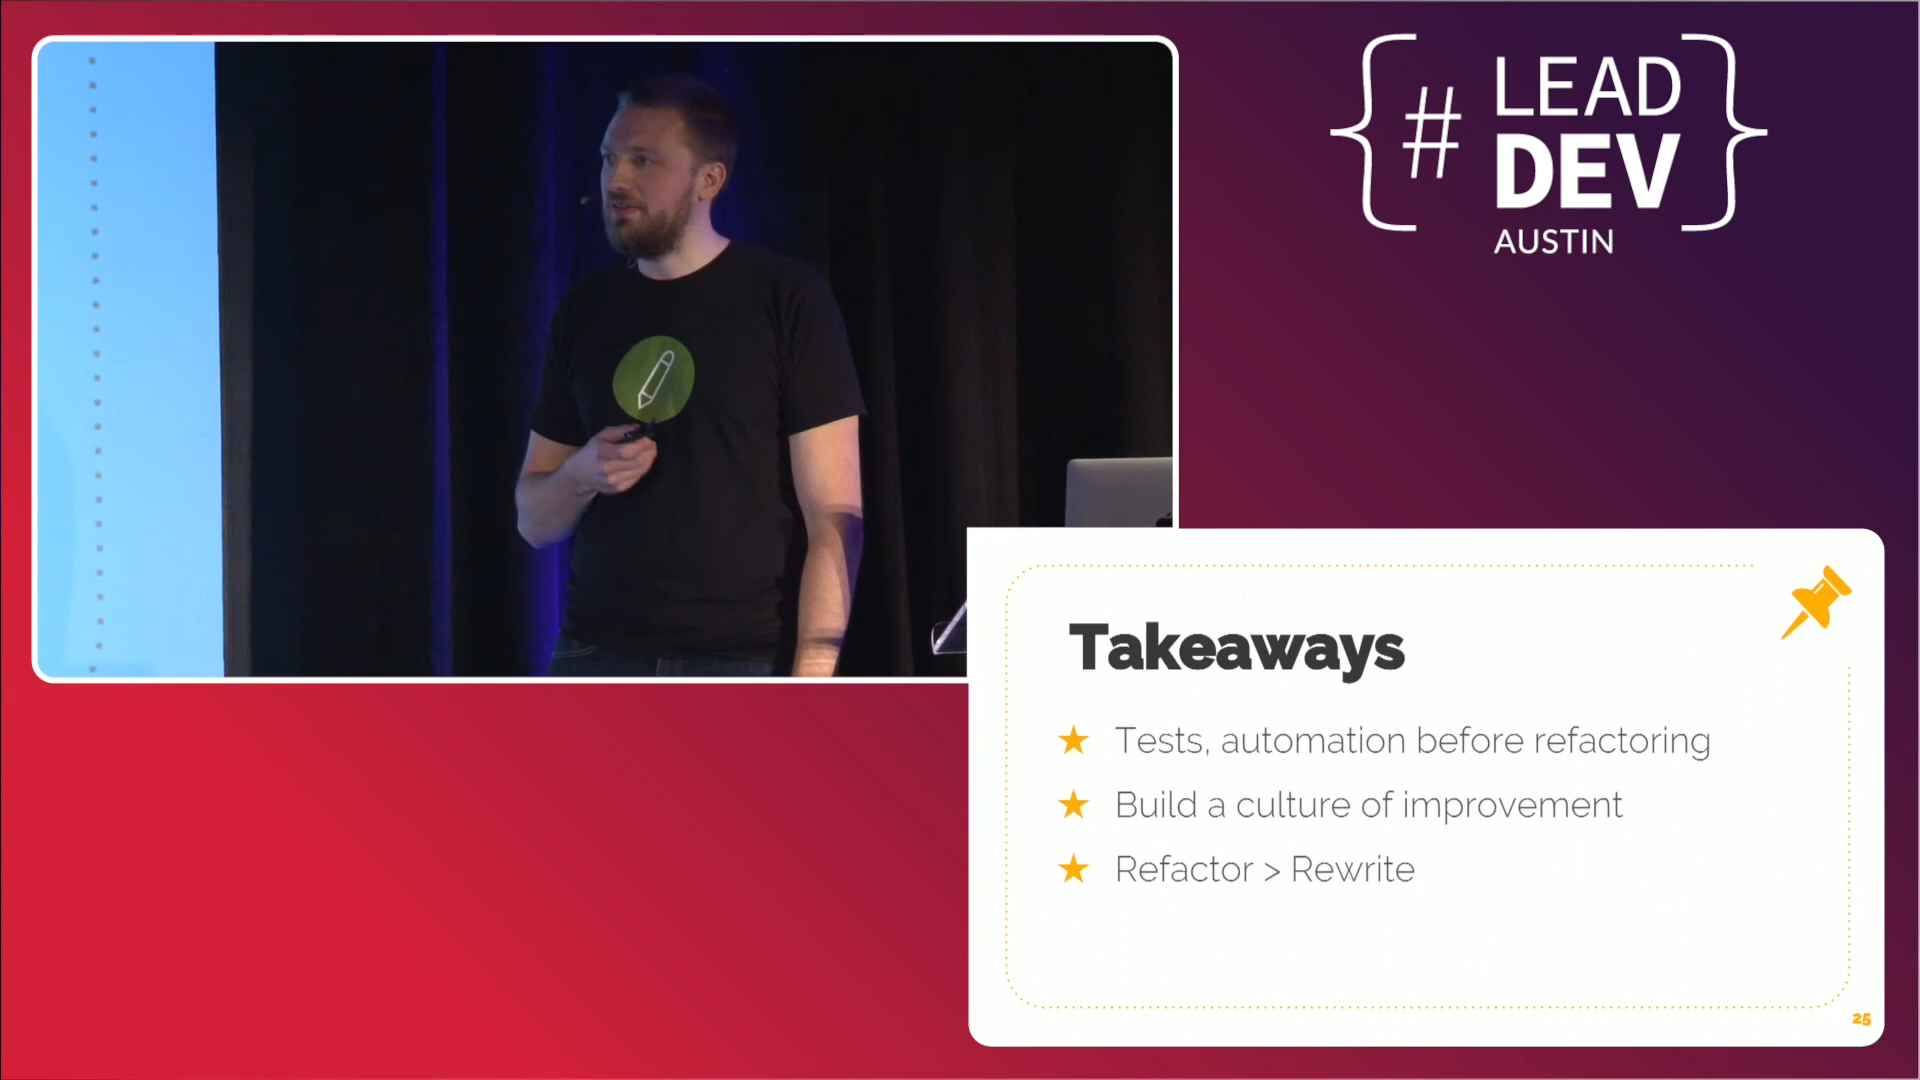 # LEAD
DEV
AUSTIN
Takeaways
★ Tests, automation before refactoring
★ Build a culture of improvement
★ Refactor > Rewrite
25